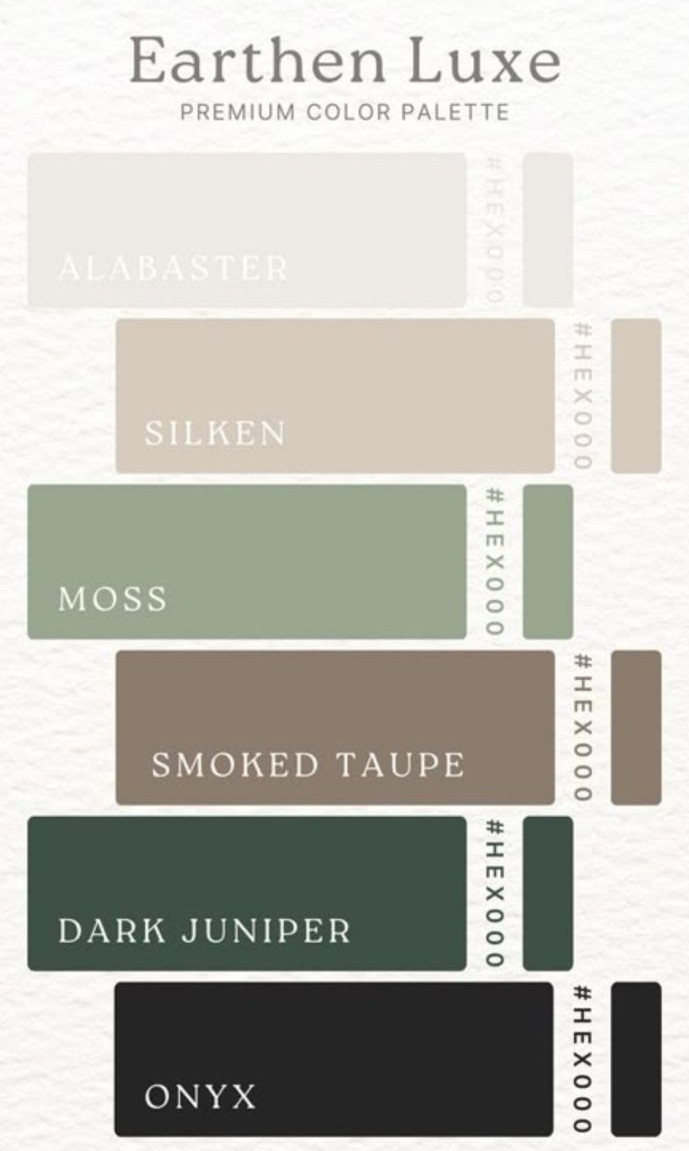 Earthen Luxe
PREMIUM COLOR PALETTE
ALABASTER
#HEX000
SILKEN
#HEX000
MOSS
#HEX000
SMOKED TAUPE
#HEX000
DARK JUNIPER
#HEX000
ONYX
#HEX000